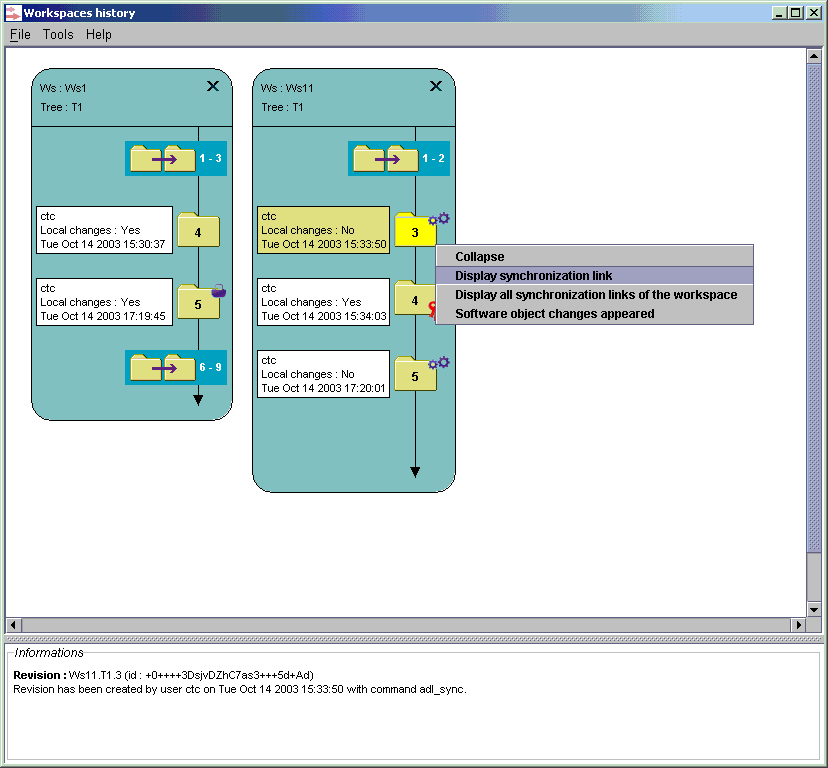 Workspaces history
File Tools Help
Ws : Ws1
Tree : T1
1 - 3
ctc
Local changes : Yes
Tue Oct 14 2003 15:30:37
4
ctc
Local changes : Yes
Tue Oct 14 2003 17:19:45
5
6 - 9
Ws : Ws11
Tree : T1
1 - 2
ctc
Local changes : No
Tue Oct 14 2003 15:33:50
3
ctc
Local changes : Yes
Tue Oct 14 2003 15:34:03
4
ctc
Local changes : No
Tue Oct 14 2003 17:20:01
5
Collapse
Display synchronization link
Display all synchronization links of the workspace
Software object changes appeared
Informations
Revision : Ws11.T1.3 (id : +0++++3DsjvDZhC7as3+++5d+Ad)
Revision has been created by user ctc on Tue Oct 14 2003 15:33:50 with command adl_sync.